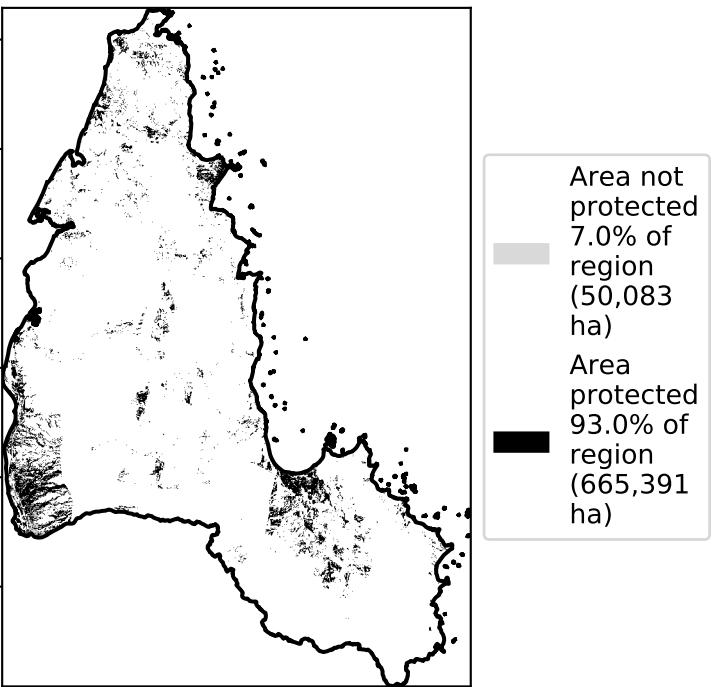 Area not
protected
7.0% of
region
(50,083
ha)
Area
protected
93.0% of
region
(665,391
ha)